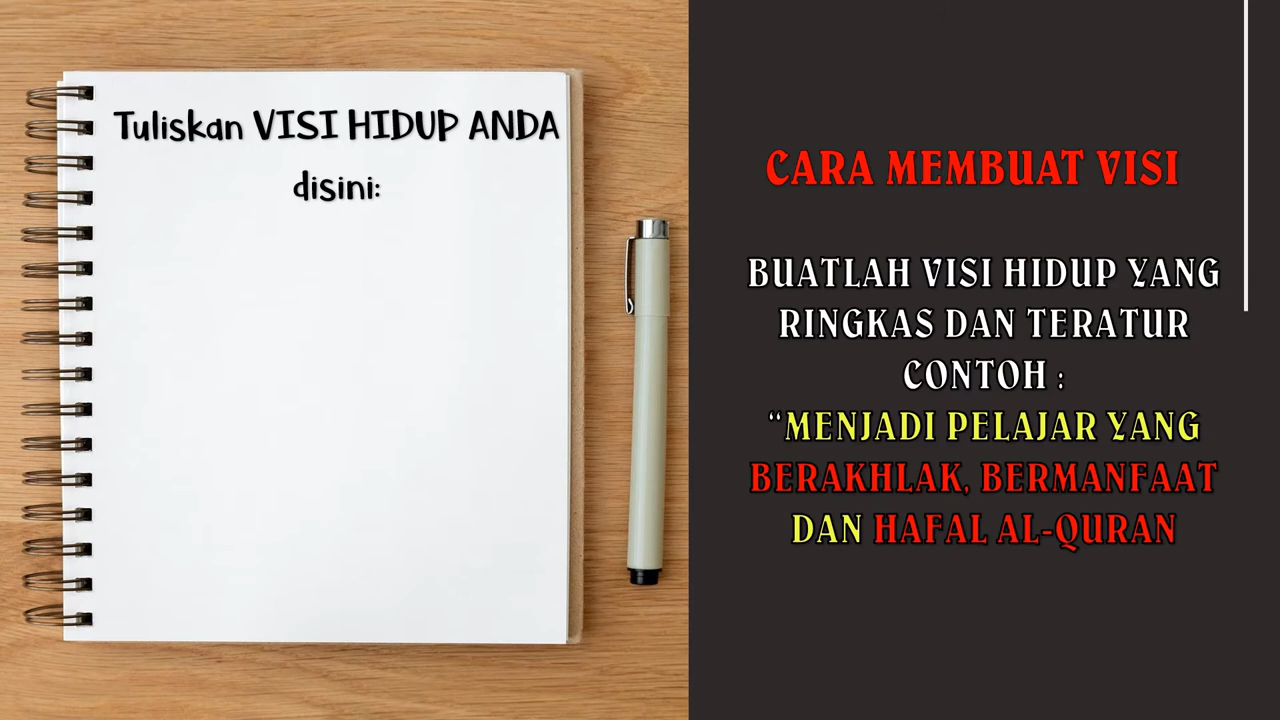 Tuliskan VISI HIDUP ANDA
disini:
CARA MEMBUAT VISI
BUATLAH VISI HIDUP YANG
RINGKAS DAN TERATUR
CONTOH :
“MENJADI PELAJAR YANG
BERAKHLAK, BERMANFAAT
DAN HAFAL AL-QURAN